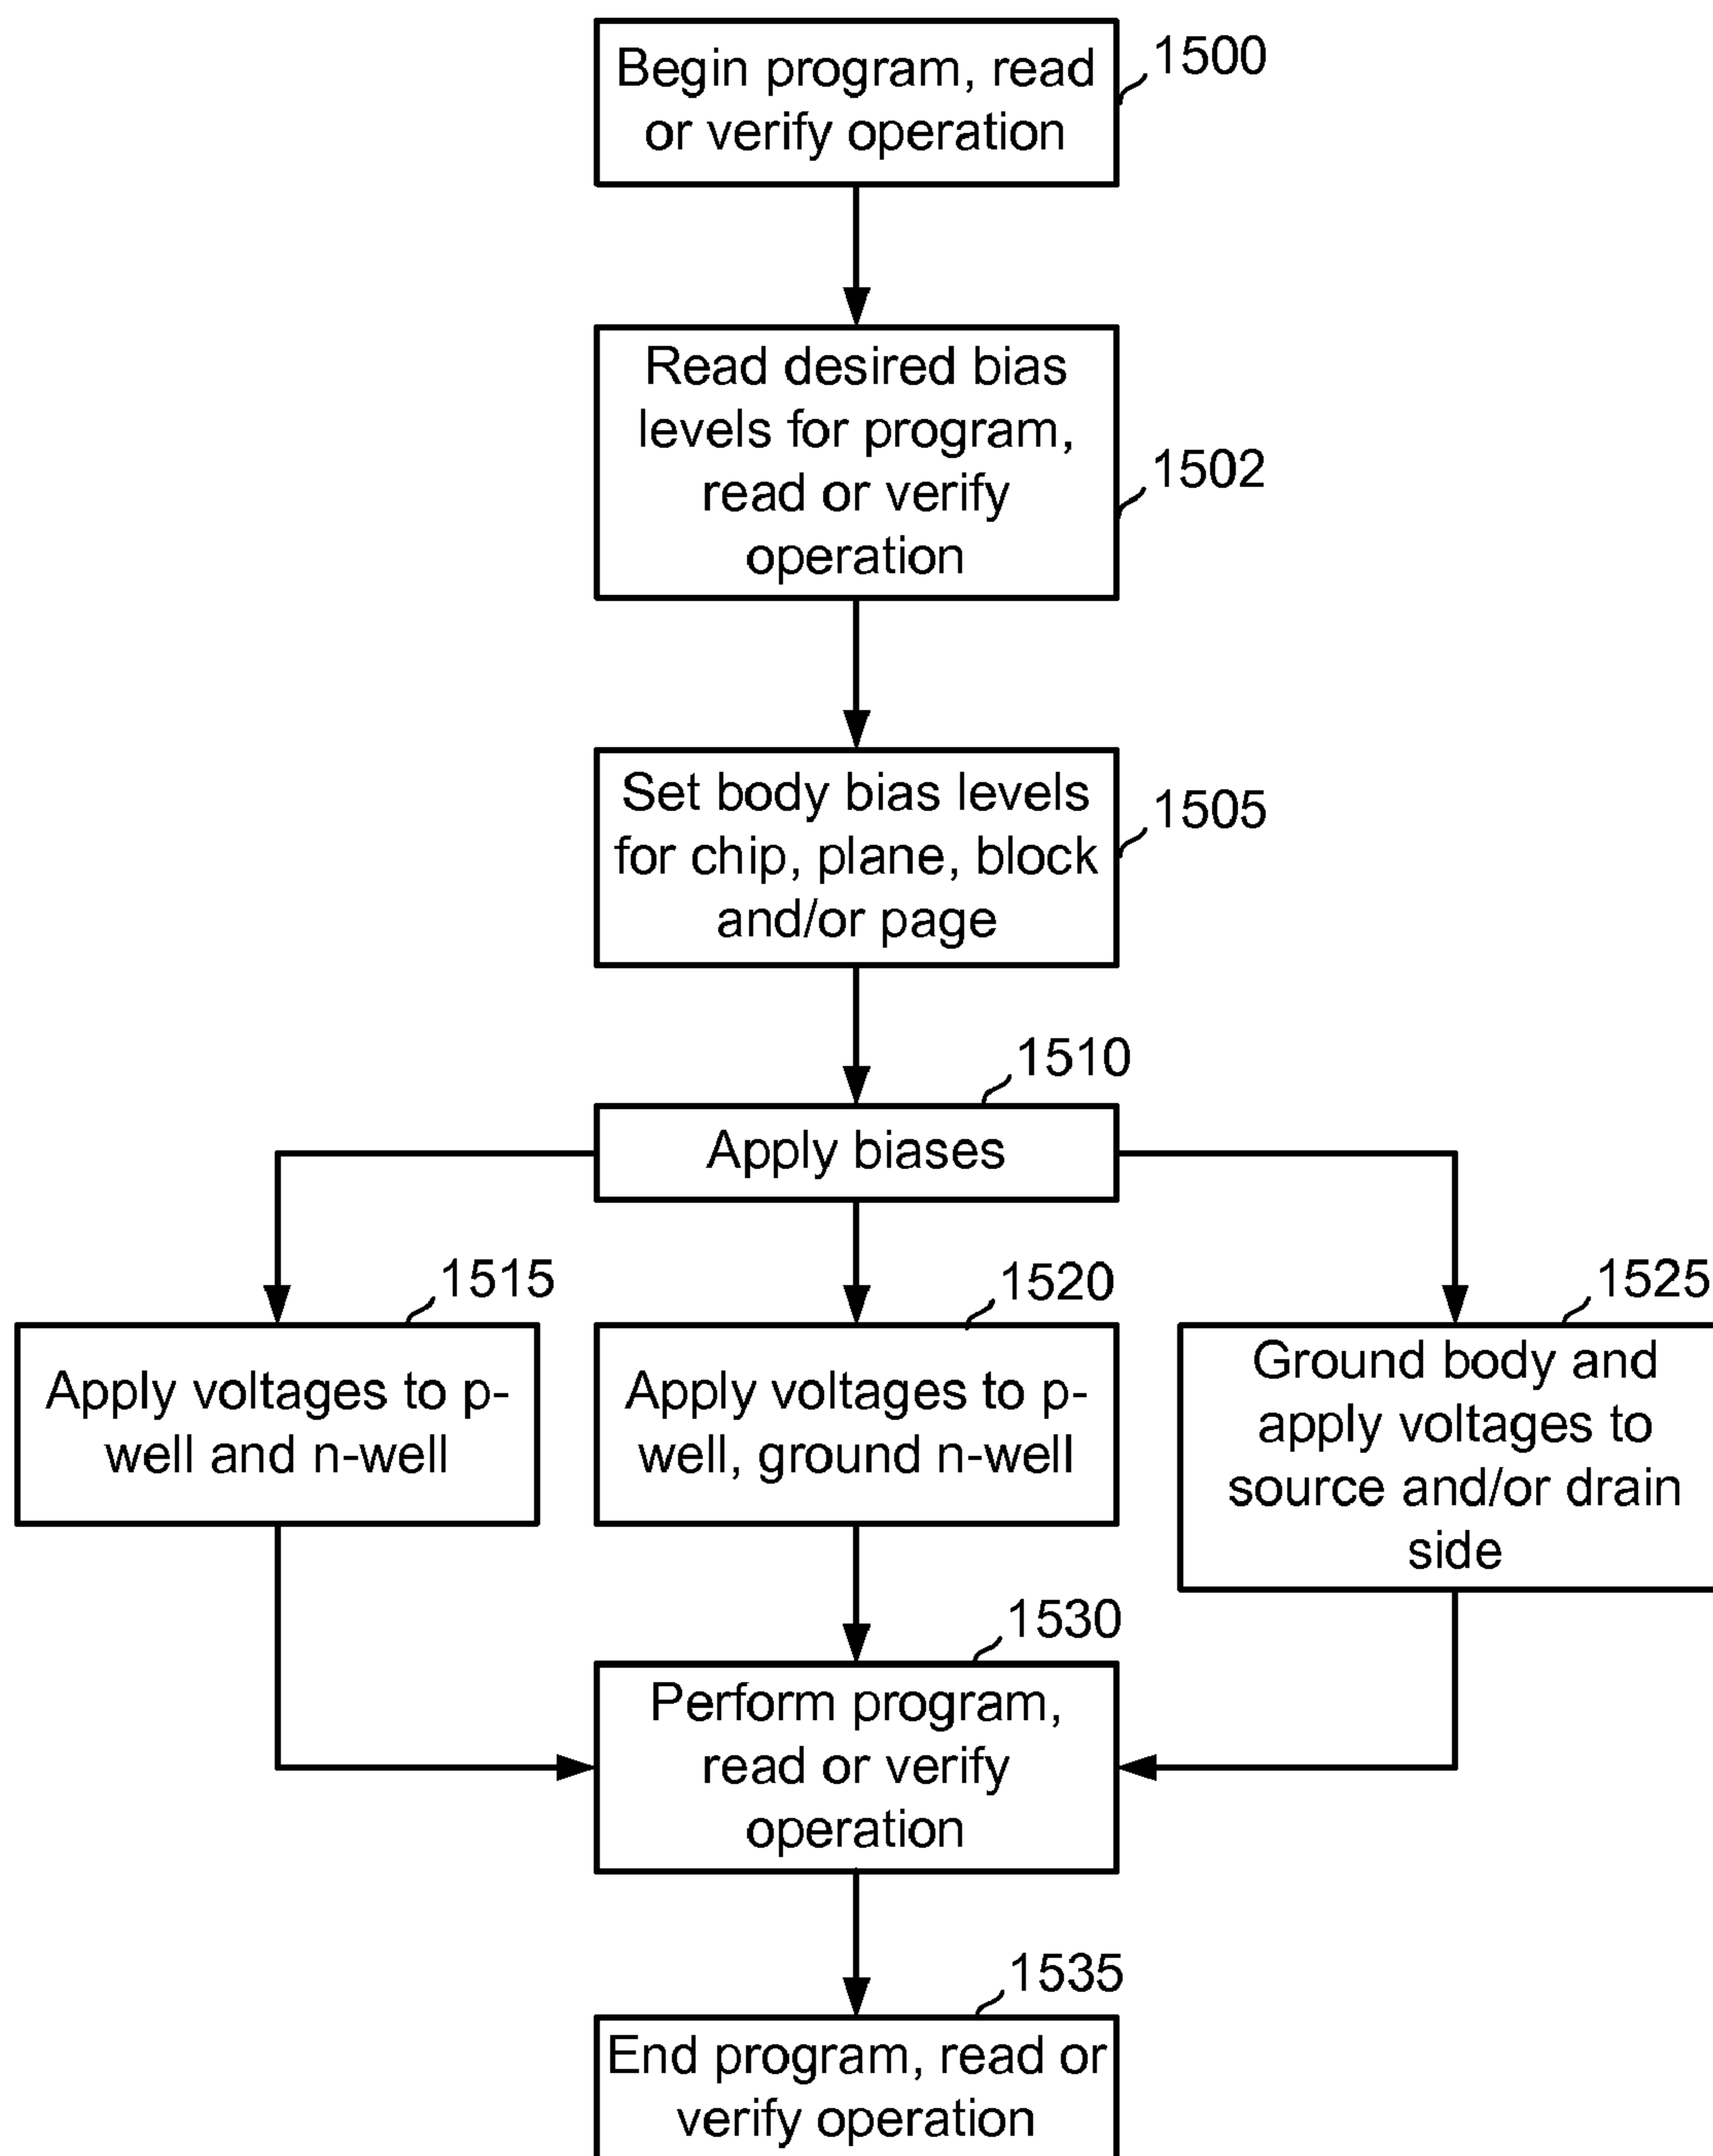 Begin program, read
or verify operation
1500
Read desired bias
levels for program,
read or verify
operation
1502
Set body bias levels
for chip, plane, block
and/or page
1505
1510
Apply biases
1515
Apply voltages to p-
well and n-well
1520
Apply voltages to p-
well, ground n-well
1525
Ground body and
apply voltages to
source and/or drain
side
1530
Perform program,
read or verify
operation
1535
End program, read or
verify operation